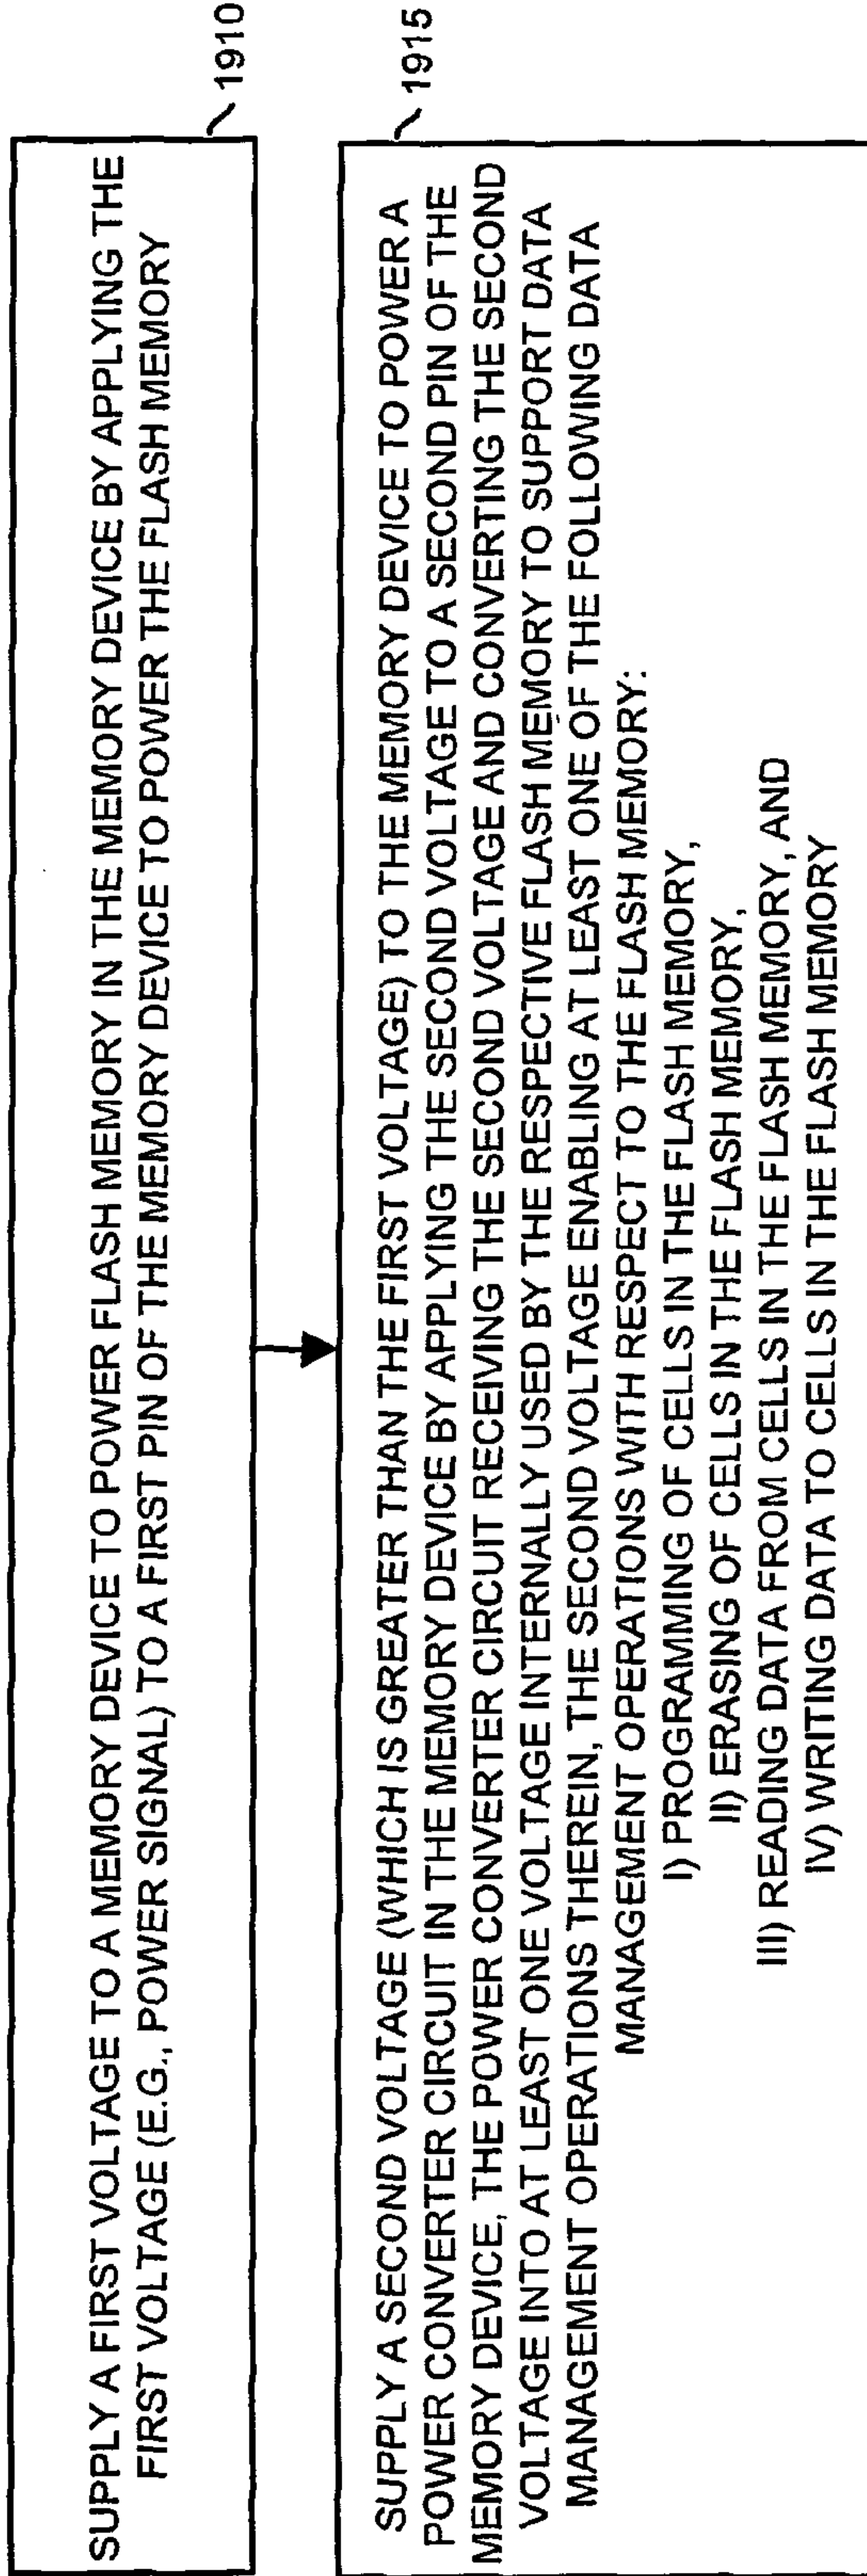 SUPPLY A FIRST VOLTAGE TO A MEMORY DEVICE TO POWER FLASH MEMORY IN THE MEMORY DEVICE BY APPLYING THE
FIRST VOLTAGE (E.G., POWER SIGNAL) TO A FIRST PIN OF THE MEMORY DEVICE TO POWER THE FLASH MEMORY
1910
SUPPLY A SECOND VOLTAGE (WHICH IS GREATER THAN THE FIRST VOLTAGE) TO THE MEMORY DEVICE TO POWER A
POWER CONVERTER CIRCUIT IN THE MEMORY DEVICE BY APPLYING THE SECOND VOLTAGE TO A SECOND PIN OF THE
MEMORY DEVICE, THE POWER CONVERTER CIRCUIT RECEIVING THE SECOND VOLTAGE AND CONVERTING THE SECOND
VOLTAGE INTO AT LEAST ONE VOLTAGE INTERNALLY USED BY THE RESPECTIVE FLASH MEMORY TO SUPPORT DATA
MANAGEMENT OPERATIONS THEREIN, THE SECOND VOLTAGE ENABLING AT LEAST ONE OF THE FOLLOWING DATA
MANAGEMENT OPERATIONS WITH RESPECT TO THE FLASH MEMORY:
I) PROGRAMMING OF CELLS IN THE FLASH MEMORY,
II) ERASING OF CELLS IN THE FLASH MEMORY,
III) READING DATA FROM CELLS IN THE FLASH MEMORY, AND
IV) WRITING DATA TO CELLS IN THE FLASH MEMORY
1915